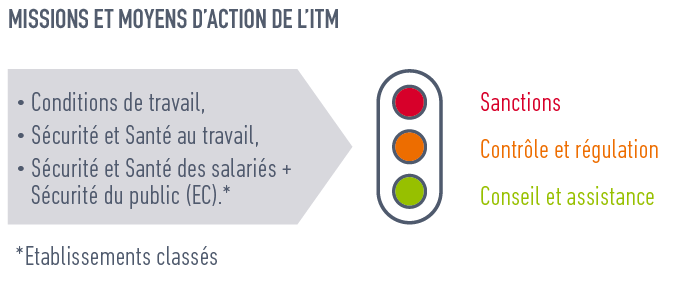 MISSIONS ET MOYENS D'ACTION DE L'ITM
• Conditions de travail,
• Sécurité et Santé au travail,
• Sécurité et Santé des salariés +
Sécurité du public (EC).*
*Etablissements classés
Sanctions
Contrôle et régulation
Conseil et assistance